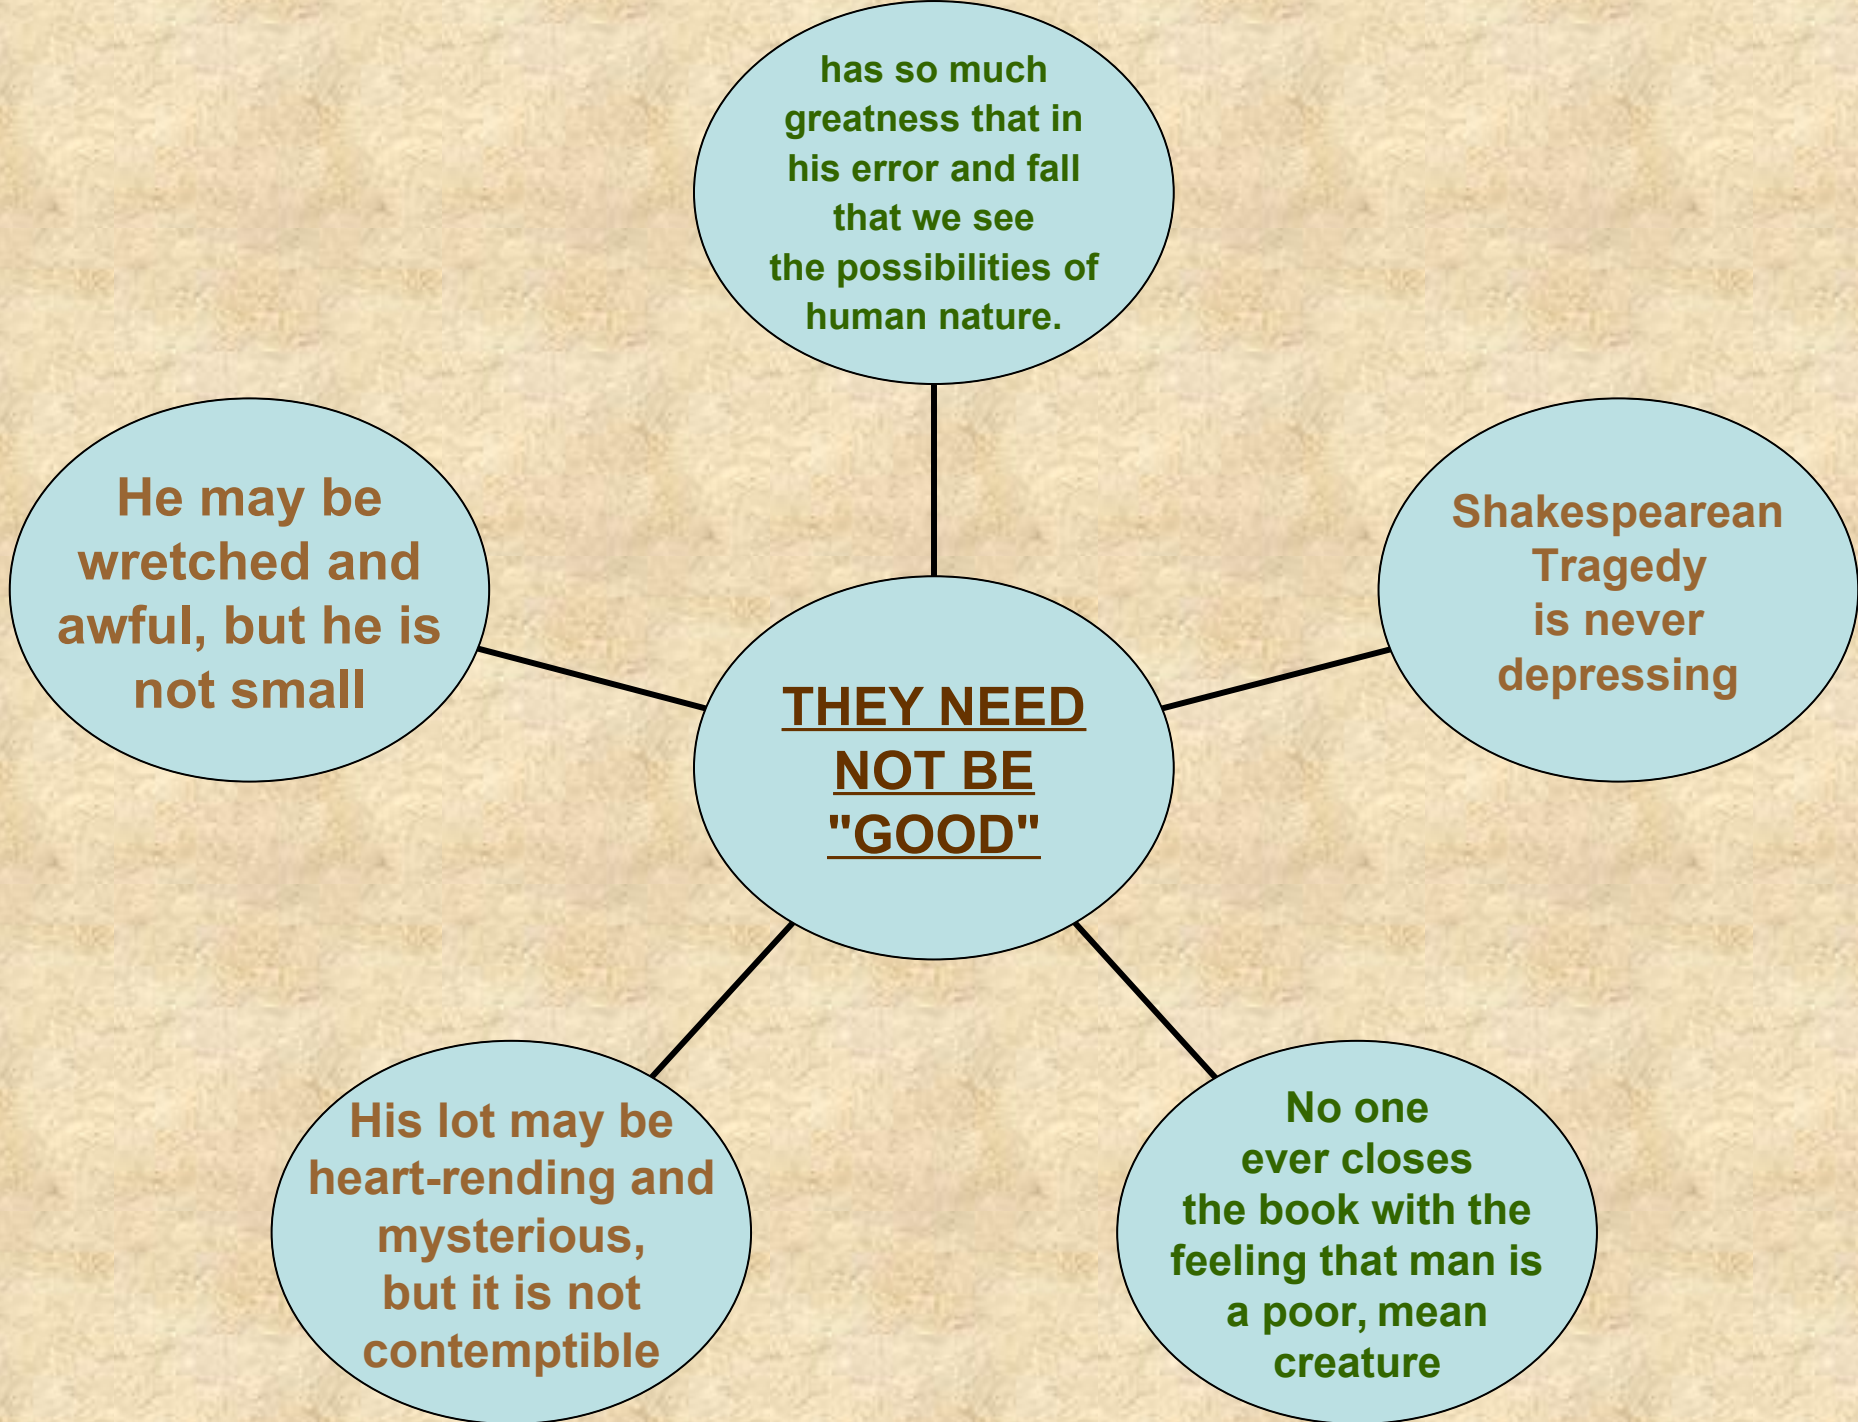 has so much
greatness that in
his error and fall
that we see
the possibilities of
human nature.
He may be
wretched and
awful, but he is
not small
Shakespearean
Tragedy
is never
depressing
THEY NEED
NOT BE
"GOOD"
His lot may be
heart-rending and
mysterious,
but it is not
contemptible
No one
ever closes
the book with the
feeling that man is
a poor, mean
creature